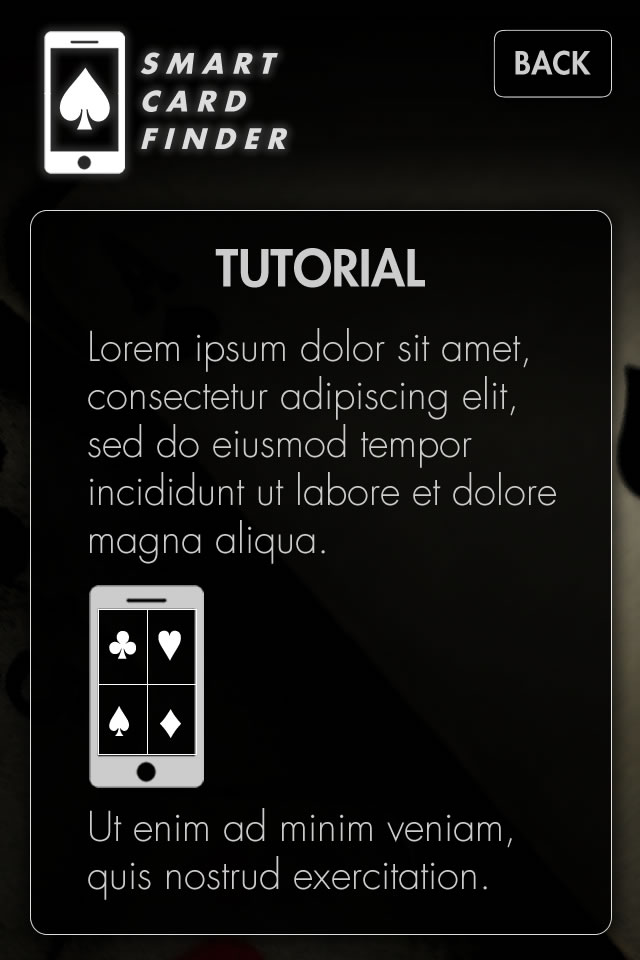 SMART
CARD
FINDER
BACK
TUTORIAL
Lorem ipsum dolor sit amet,
consectetur adipiscing elit,
sed do eiusmod tempor
incididunt ut labore et dolore
magna aliqua.
Ut enim ad minim veniam,
quis nostrud exercitation.